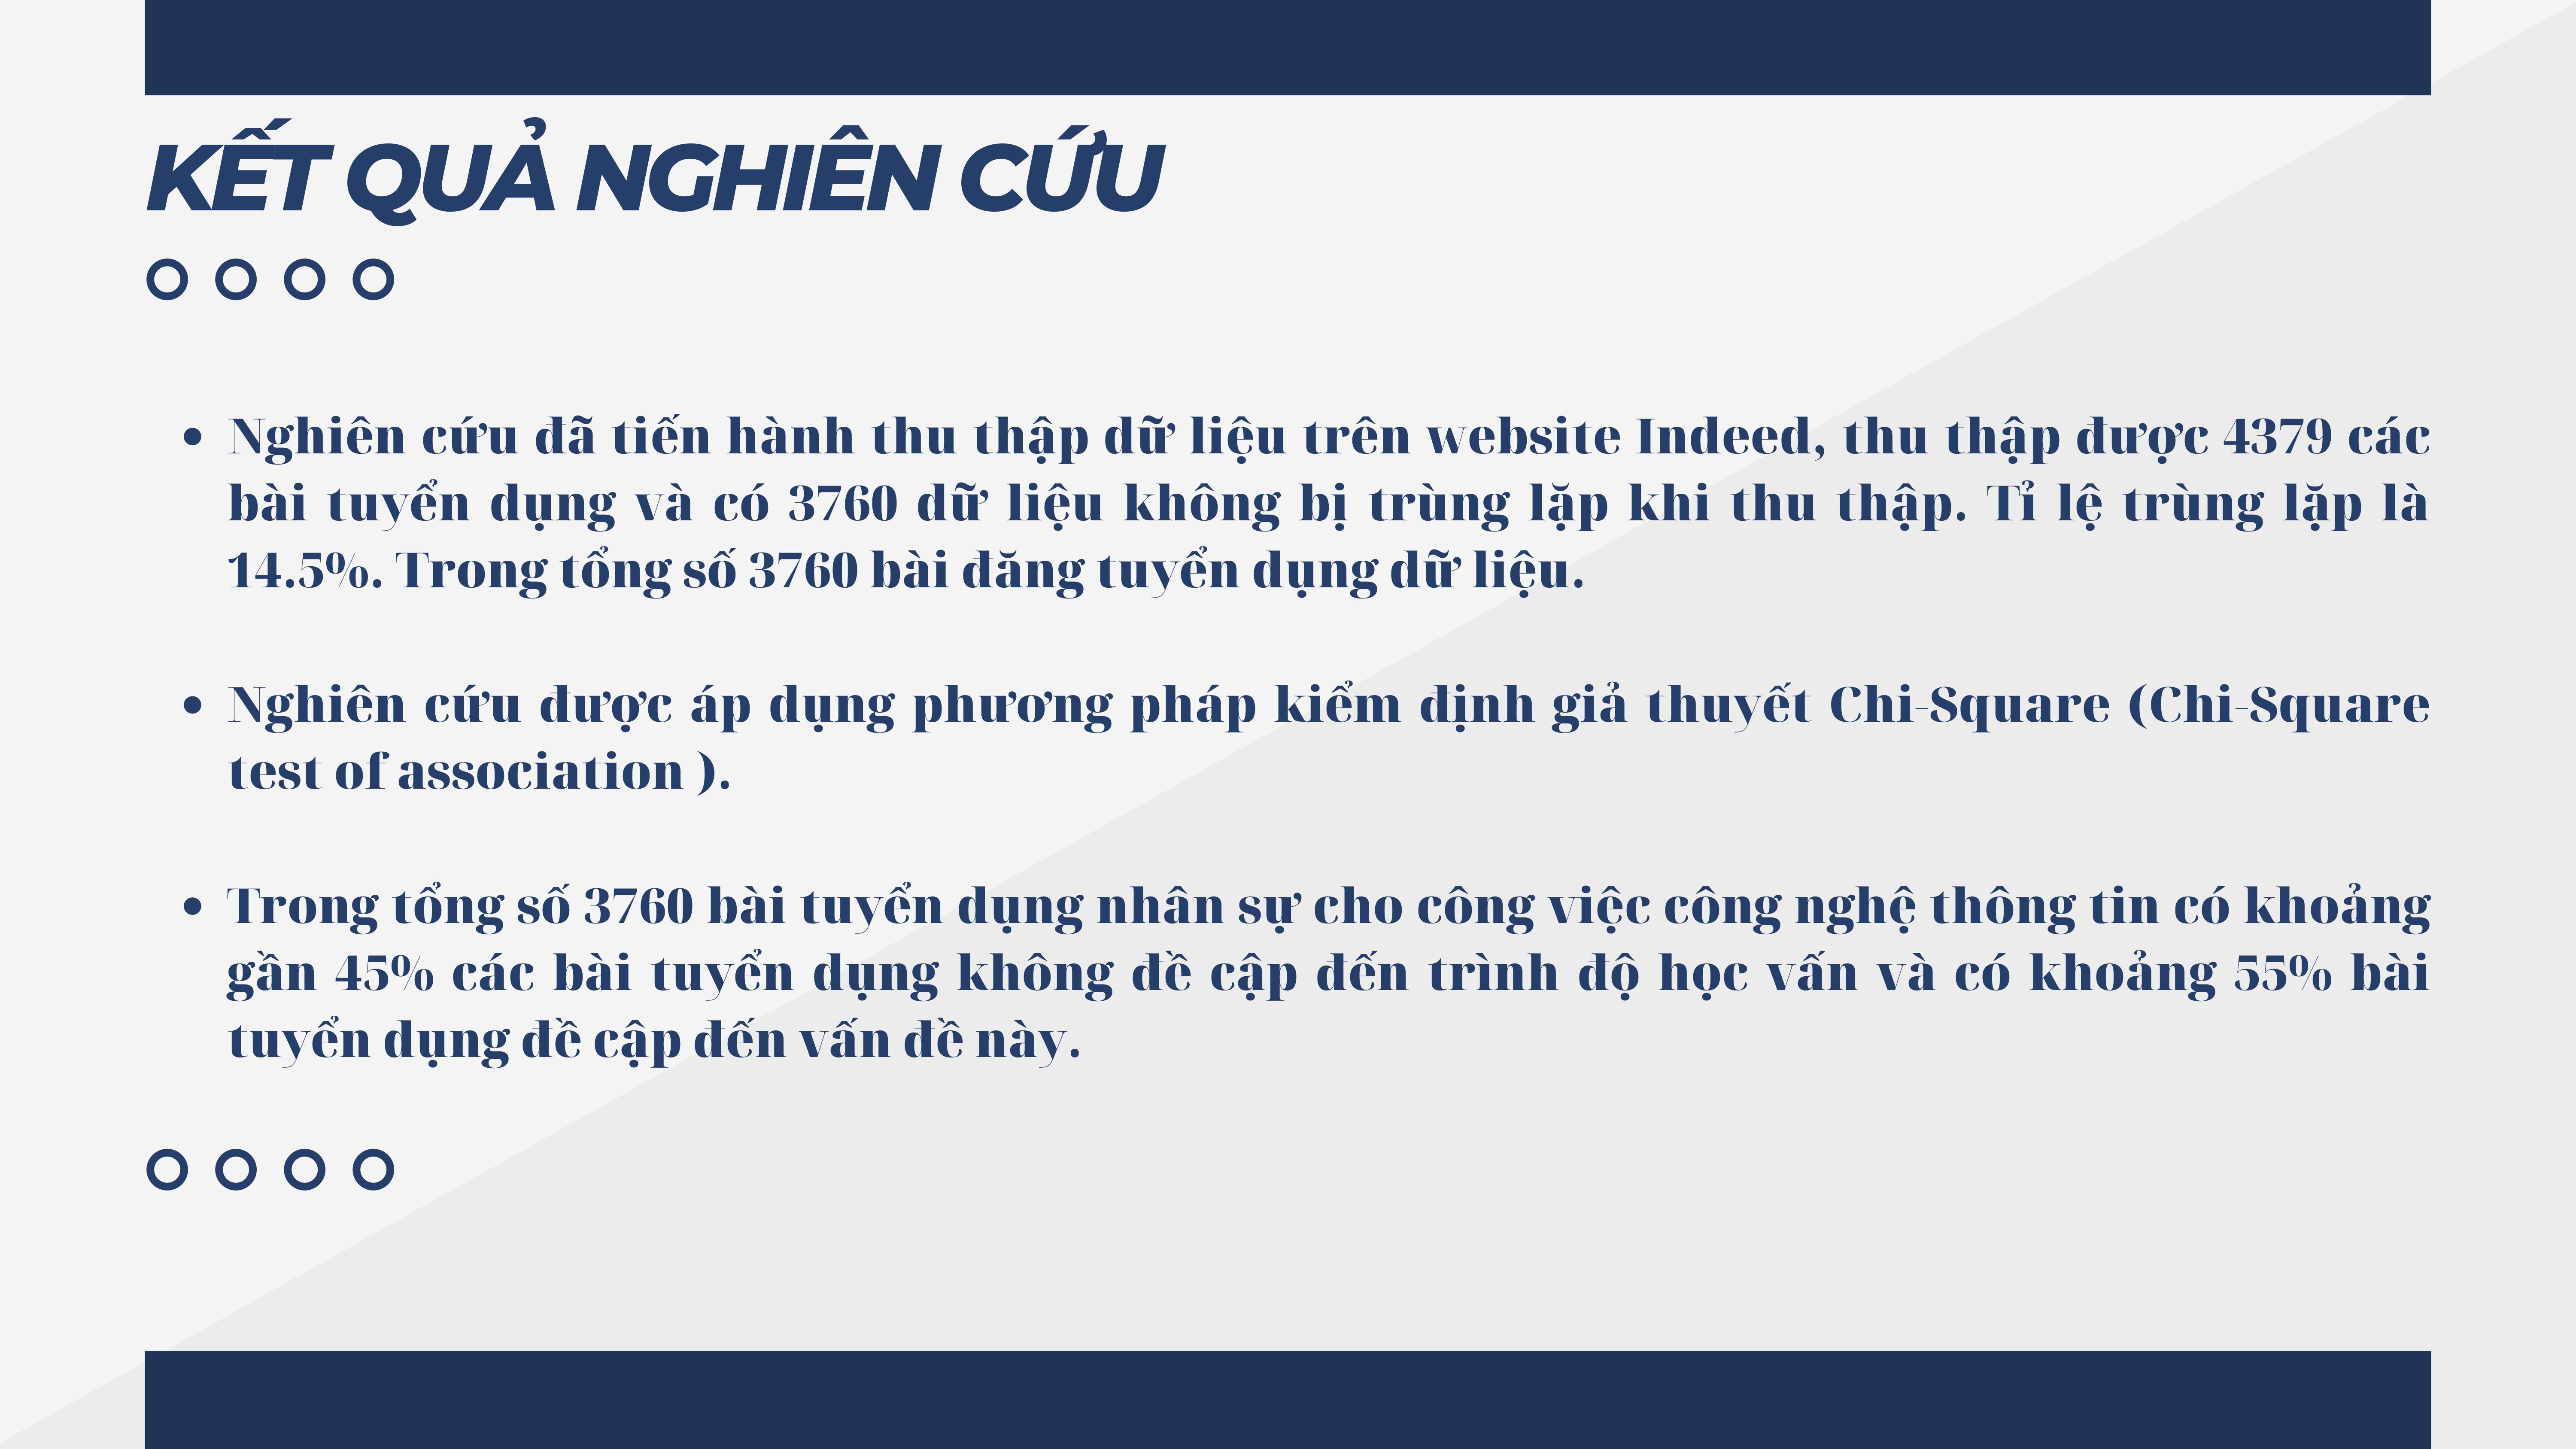 KẾT QUẢ NGHIÊN CỨU
Nghiên cứu đã tiến hành thu thập dữ liệu trên website Indeed, thu thập được 4379 các
bài tuyển dụng và có 3760 dữ liệu không bị trùng lặp khi thu thập. Tỉ lệ trùng lặp là
14.5%. Trong tổng số 3760 bài đăng tuyển dụng dữ liệu.
Nghiên cứu được áp dụng phương pháp kiểm định giả thuyết Chi-Square (Chi-Square
test of association ).
Trong tổng số 3760 bài tuyển dụng nhân sự cho công việc công nghệ thông tin có khoảng
gần 45% các bài tuyển dụng không đề cập đến trình độ học vấn và có khoảng 55% bài
tuyển dụng đề cập đến vấn đề này.